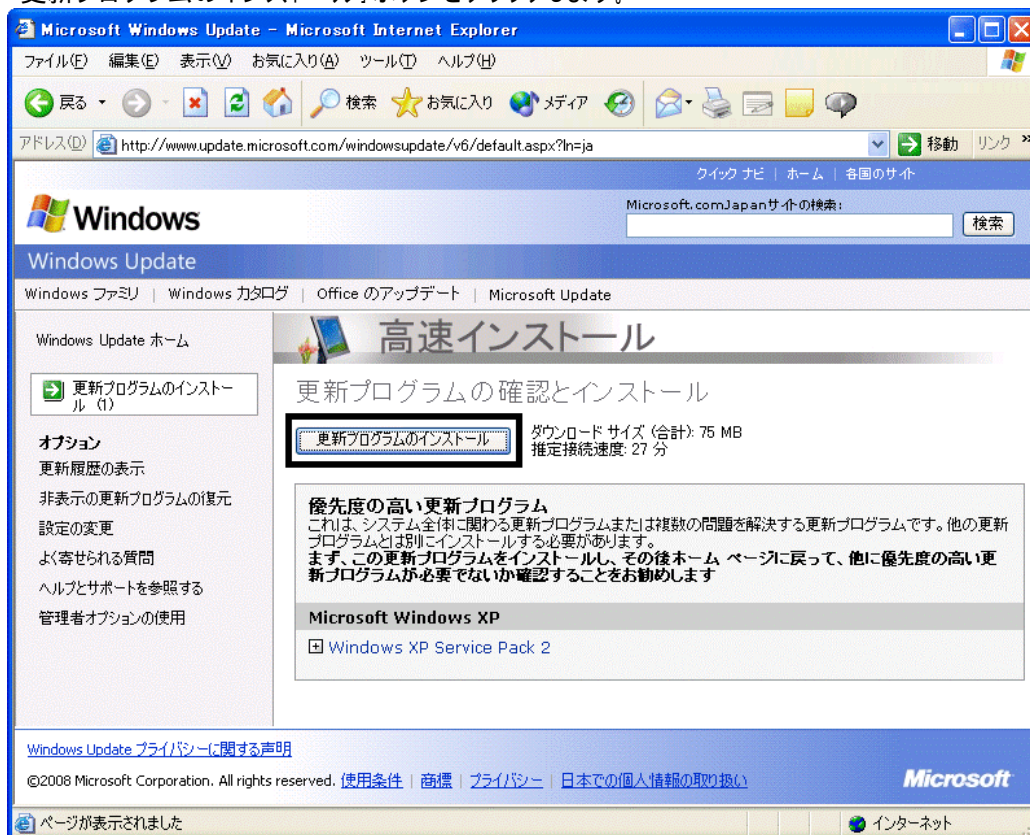 Microsoft Windows Update - Microsoft Internet Explorer
ファイル(F) 編集(E) 表示(V) お気に入り(A) ツール(T) ヘルプ(H)
戻る 検索 お気に入り メディア
アドレス(D) http://www.update.microsoft.com/windowsupdate/v6/default.aspx?ln=ja 移動 リンク »
クイック ナビ | ホーム | 各国のサイト
Windows
Microsoft.comJapanサイトの検索:
検索
Windows Update
Windows ファミリ | Windows カタログ | Office のアップデート | Microsoft Update
Windows Update ホーム
更新プログラムのインストー
ル (1)
オプション
更新履歴の表示
非表示の更新プログラムの復元
設定の変更
よく寄せられる質問
ヘルプとサポートを参照する
管理者オプションの使用
高速インストール
更新プログラムの確認とインストール
更新プログラムのインストール
ダウンロード サイズ (合計): 75 MB
推定接続速度: 27 分
優先度の高い更新プログラム
これは、システム全体に関わる更新プログラムまたは複数の問題を解決する更新プログラムです。他の更新
プログラムとは別にインストールする必要があります。
まず、この更新プログラムをインストールし、その後ホーム ページに戻って、他に優先度の高い更
新プログラムが必要でないか確認することをお勧めします
Microsoft Windows XP
Windows XP Service Pack 2
Windows Update プライバシーに関する声明
©2008 Microsoft Corporation. All rights reserved. 使用条件 | 商標 | プライバシー | 日本での個人情報の取り扱い
Microsoft
ページが表示されました
インターネット